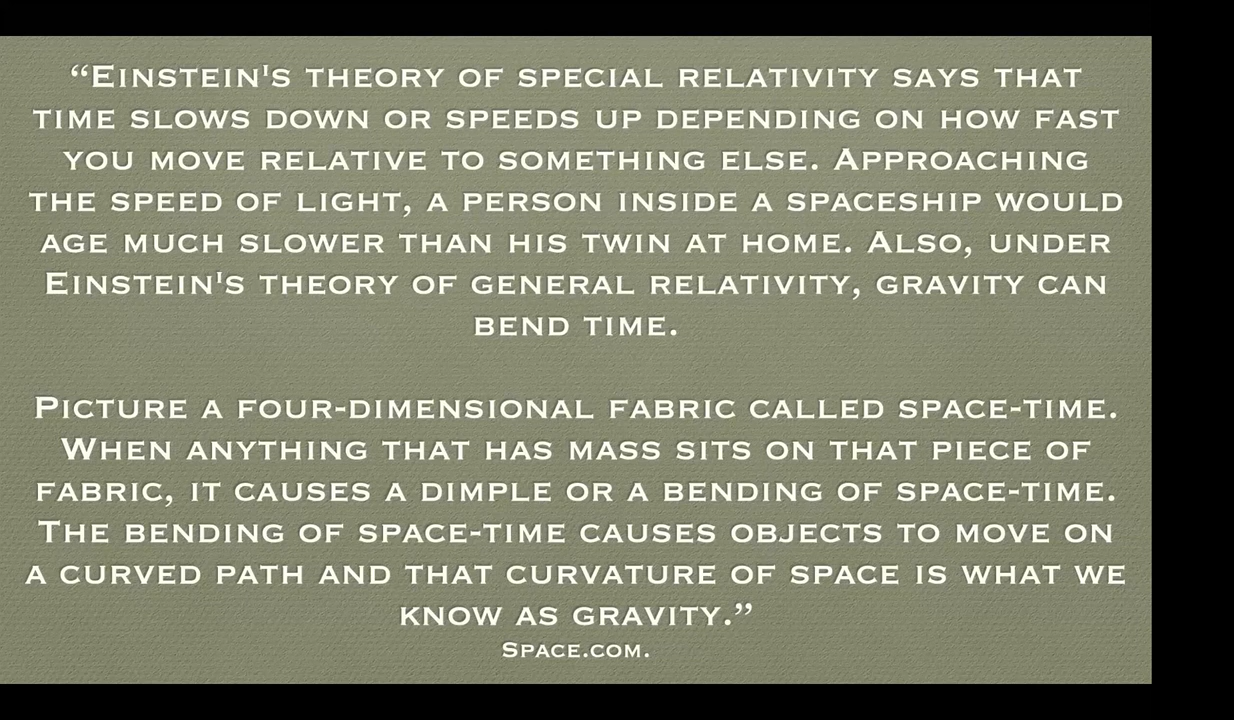 “Einstein's theory of special relativity says that
time slows down or speeds up depending on how fast
you move relative to something else. Approaching
the speed of light, a person inside a spaceship would
age much slower than his twin at home. Also, under
Einstein's theory of general relativity, gravity can
bend time.
Picture a four-dimensional fabric called space-time.
When anything that has mass sits on that piece of
fabric, it causes a dimple or a bending of space-time.
The bending of space-time causes objects to move on
a curved path and that curvature of space is what we
know as gravity.”
Space.com.